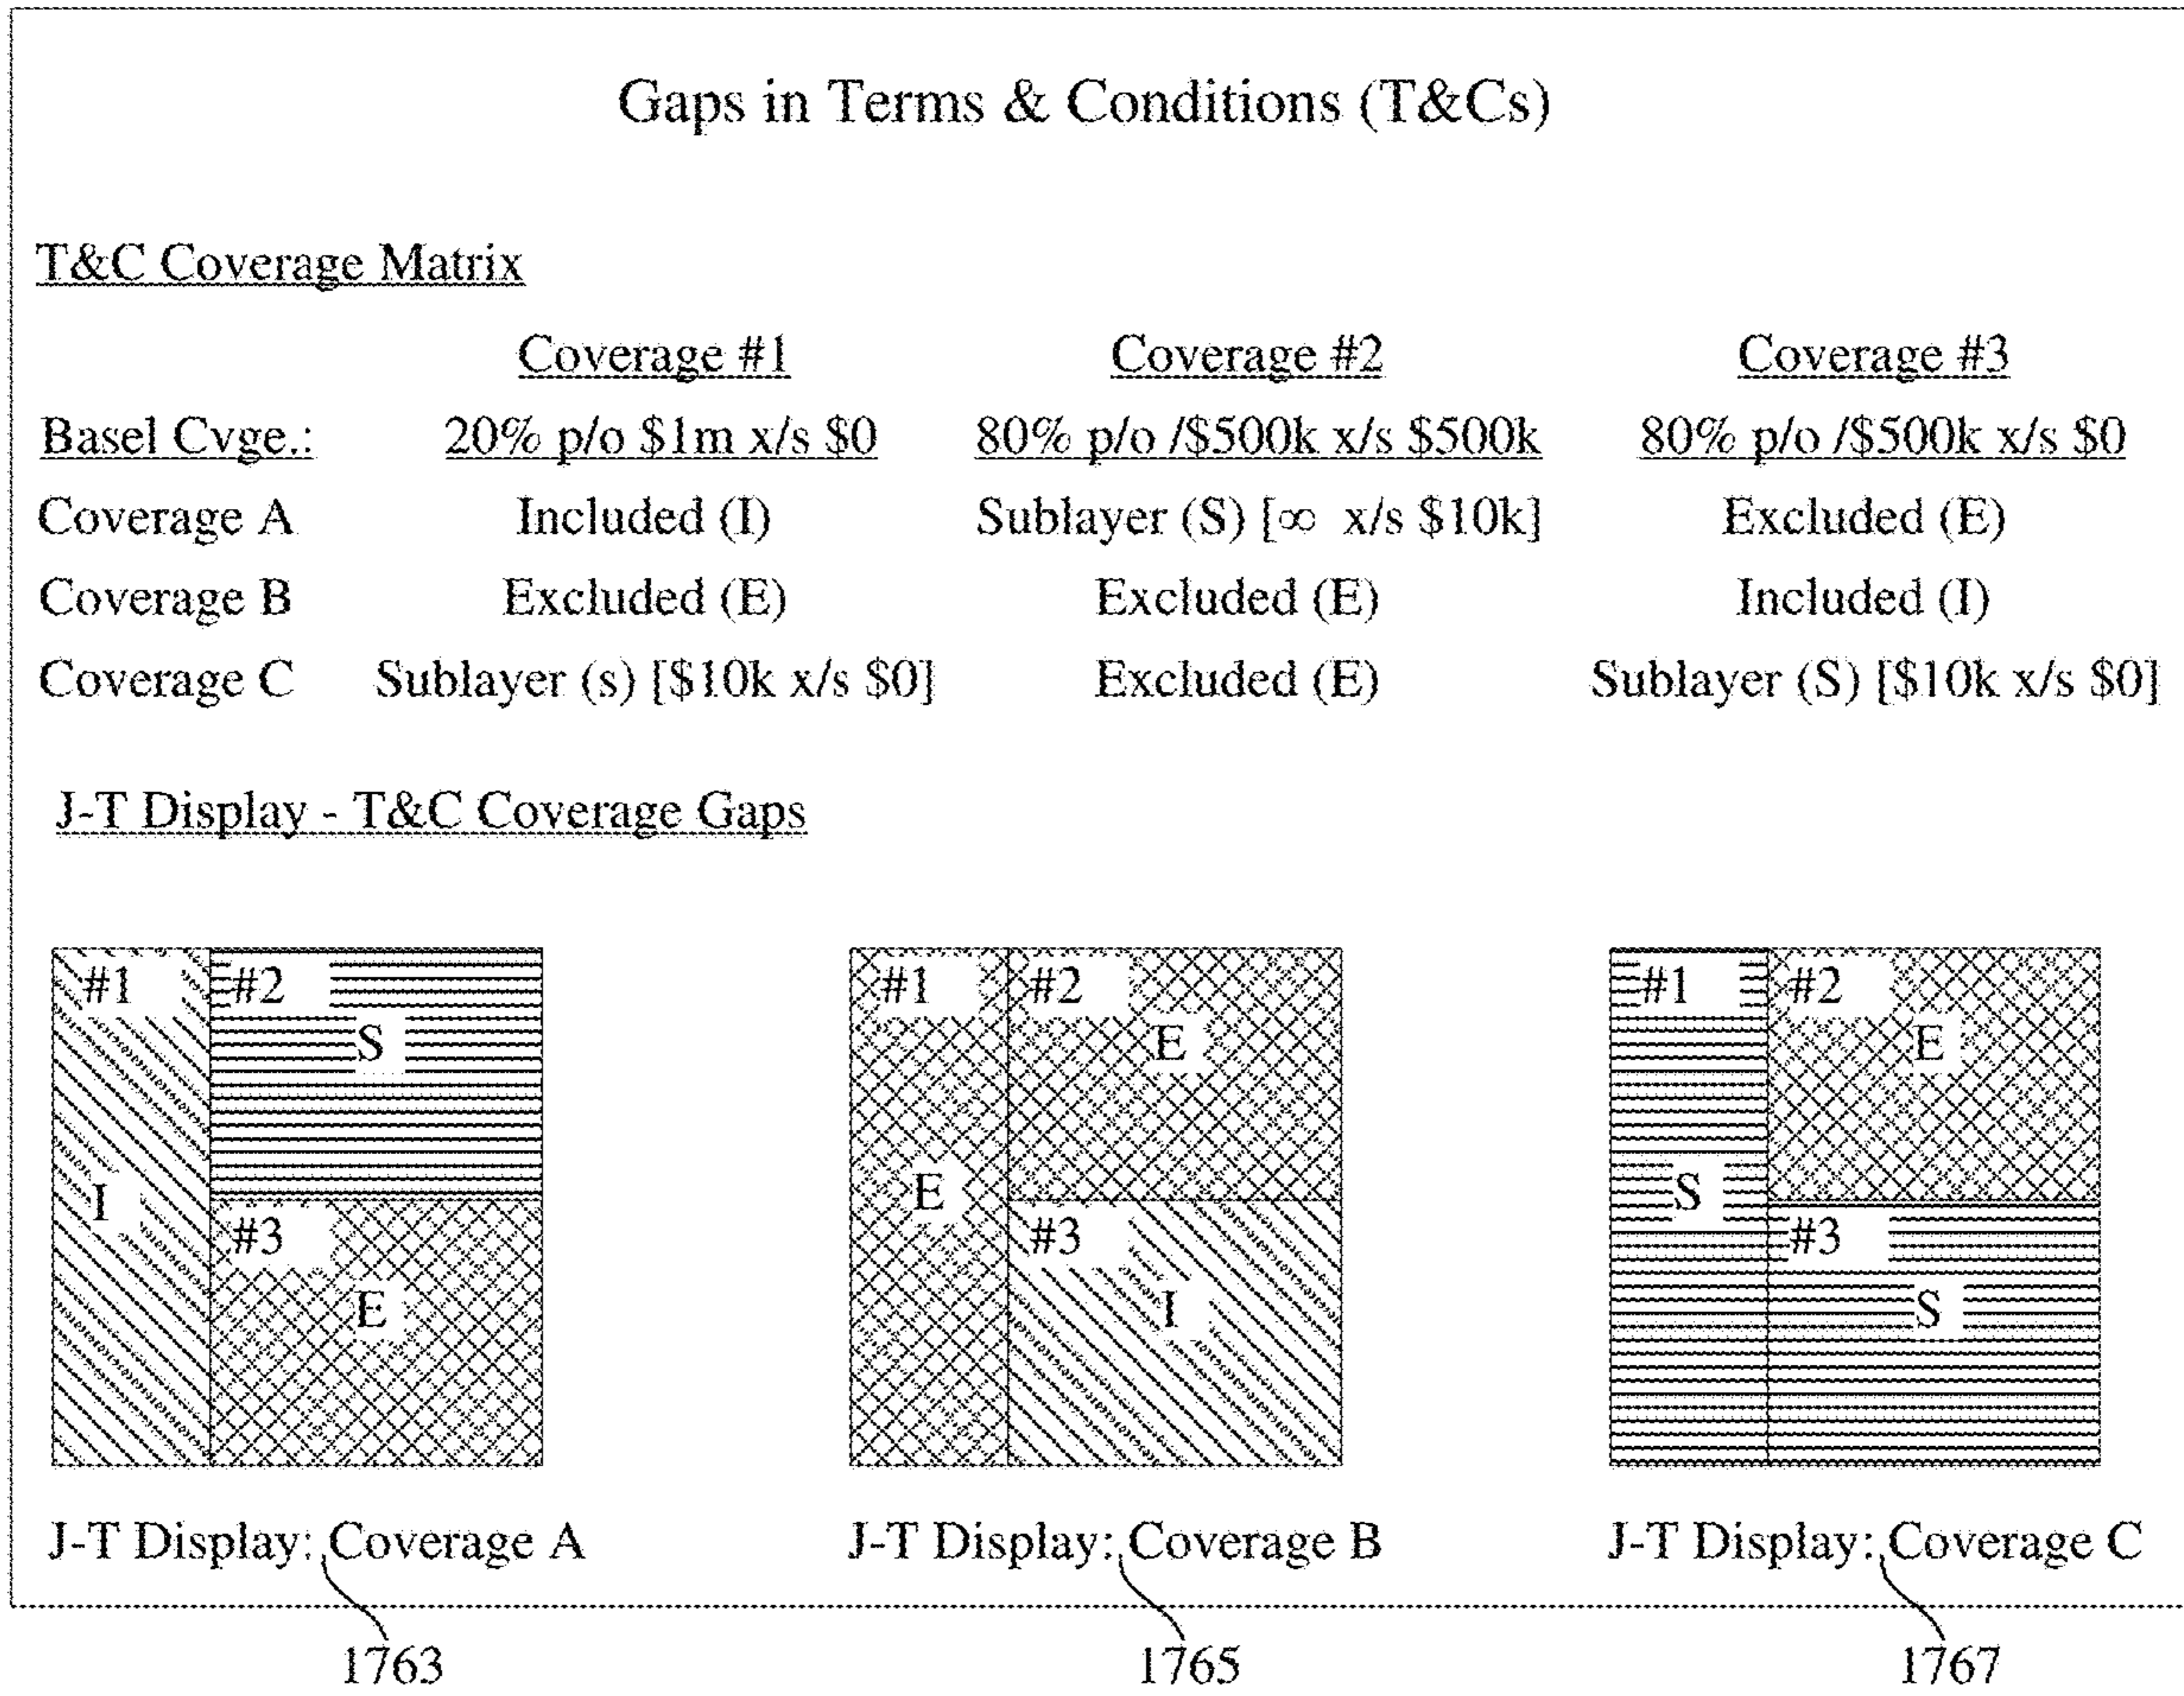 Gaps in Terms & Conditions (T&Cs)
T&C Coverage Matrix
Coverage #1 Coverage #2 Coverage #3
Basel Cvge.: 20% p/o $1m x/s $0 80% p/o /$500k x/s $500k 80% p/o /$500k x/s $0
Coverage A Included (I) Sublayer (S) [∞ x/s $10k] Excluded (E)
Coverage B Excluded (E) Excluded (E) Included (I)
Coverage C Sublayer (s) [$10k x/s $0] Excluded (E) Sublayer (S) [$10k x/s $0]
J-T Display - T&C Coverage Gaps
#1 #2 S I #3 E
#1 #2 E E #3 I
#1 #2 E S #3 S
J-T Display: Coverage A J-T Display: Coverage B J-T Display: Coverage C
1763 1765 1767